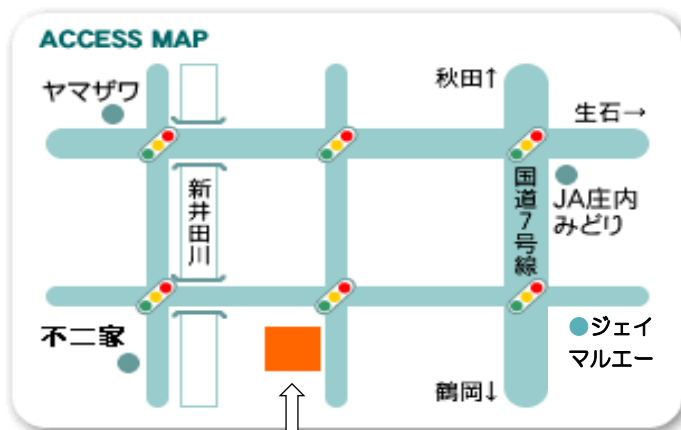 ACCESS MAP
ヤマザワ
秋田↑
生石→
新井田川
国道7号線
JA庄内
みどり
不二家
ジェイ
マルエー
鶴岡↓